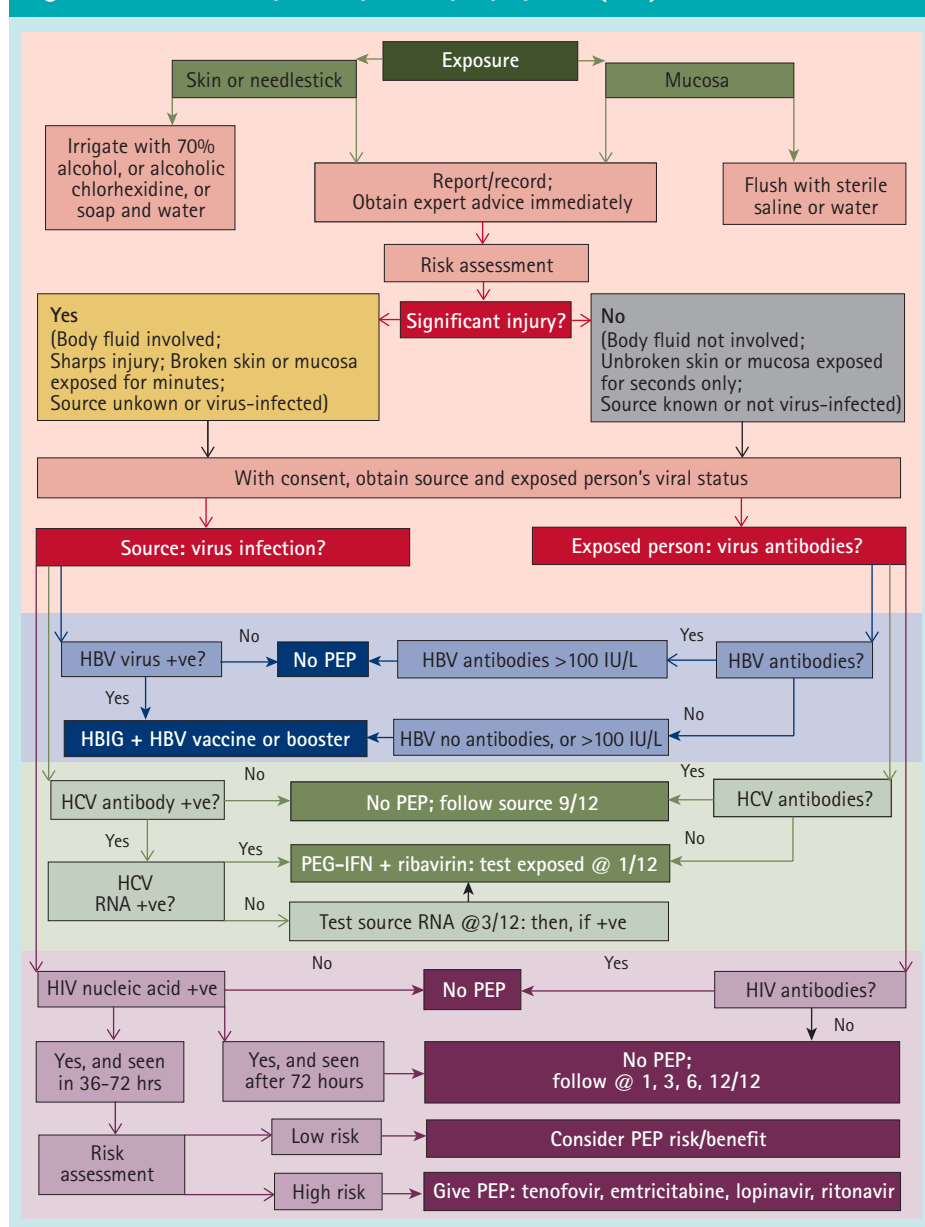 Exposure
Skin or needlestick
Mucosa
Irrigate with 70%
alcohol, or alcoholic
chlorhexidine, or
soap and water
Report/record;
Obtain expert advice immediately
Flush with sterile
saline or water
Risk assessment
Significant injury?
Yes
(Body fluid involved;
Sharps injury; Broken skin or mucosa
exposed for minutes;
Source unkown or virus-infected)
No
(Body fluid not involved;
Unbroken skin or mucosa exposed
for seconds only;
Source known or not virus-infected)
With consent, obtain source and exposed person's viral status
Source: virus infection?
Exposed person: virus antibodies?
HBV virus +ve?
No
No PEP
HBV antibodies >100 IU/L
Yes
HBV antibodies?
Yes
HBIG + HBV vaccine or booster
HBV no antibodies, or >100 IU/L
No
HCV antibody +ve?
No
No PEP; follow source 9/12
Yes
HCV antibodies?
Yes
Yes
PEG-IFN + ribavirin: test exposed @ 1/12
No
HCV
RNA +ve?
No
Test source RNA @3/12: then, if +ve
HIV nucleic acid +ve
No
No PEP
Yes
HIV antibodies?
No
Yes, and seen
in 36-72 hrs
Yes, and seen
after 72 hours
No PEP;
follow @ 1, 3, 6, 12/12
Risk
assessment
Low risk
Consider PEP risk/benefit
High risk
Give PEP: tenofovir, emtricitabine, lopinavir, ritonavir